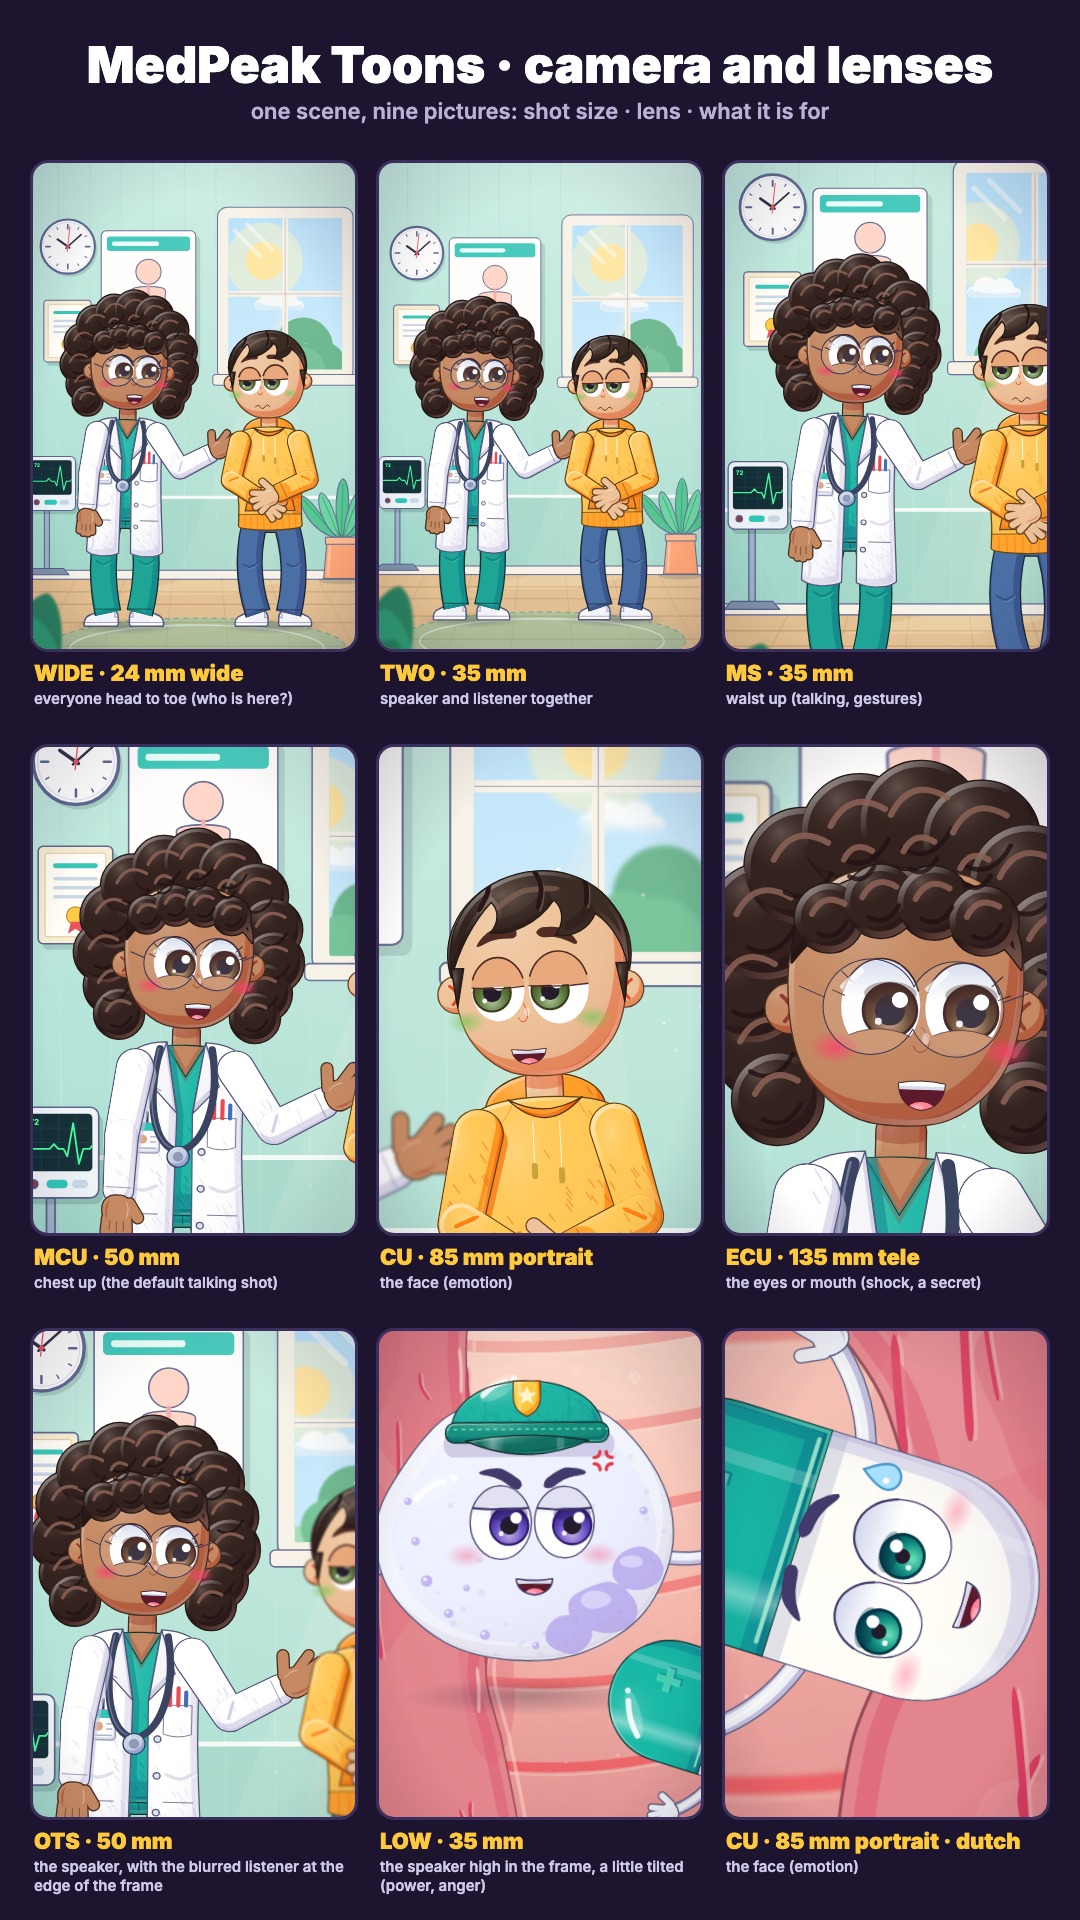 MedPeak Toons · camera and lenses
one scene, nine pictures: shot size · lens · what it is for
72
72
WIDE · 24 mm wide
everyone head to toe (who is here?)
TWO · 35 mm
speaker and listener together
72
MS · 35 mm
waist up (talking, gestures)
72
MCU · 50 mm
chest up (the default talking shot)
CU · 85 mm portrait
the face (emotion)
ECU · 135 mm tele
the eyes or mouth (shock, a secret)
OTS · 50 mm
the speaker, with the blurred listener at the
edge of the frame
LOW · 35 mm
the speaker high in the frame, a little tilted
(power, anger)
CU · 85 mm portrait · dutch
the face (emotion)